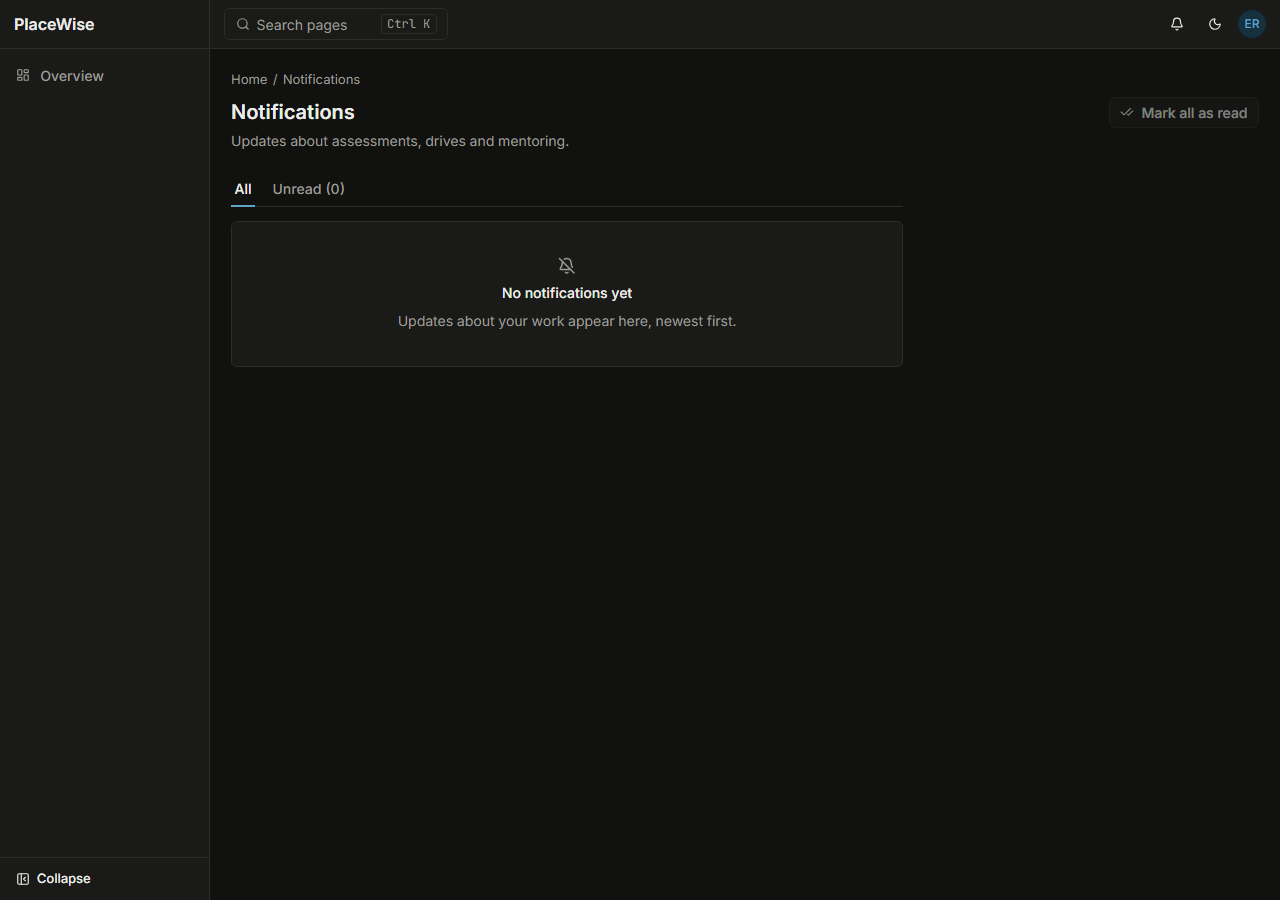 PlaceWise
Search pages
Ctrl K
ER
Overview
Home / Notifications
Notifications
Mark all as read
Updates about assessments, drives and mentoring.
All
Unread (0)
No notifications yet
Updates about your work appear here, newest first.
Collapse